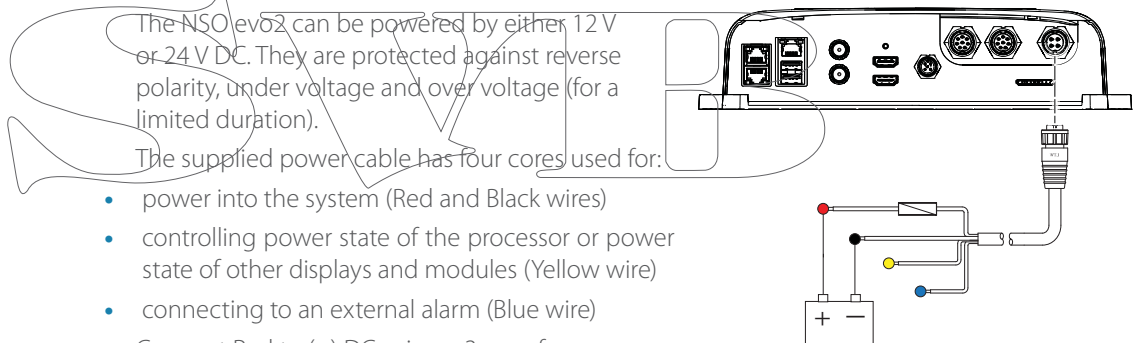 The NSO evo2 can be powered by either 12 V
or 24 V DC. They are protected against reverse
polarity, under voltage and over voltage (for a
limited duration).
The supplied power cable has four cores used for:
• power into the system (Red and Black wires)
• controlling power state of the processor or power
state of other displays and modules (Yellow wire)
• connecting to an external alarm (Blue wire)
SVB
+ −